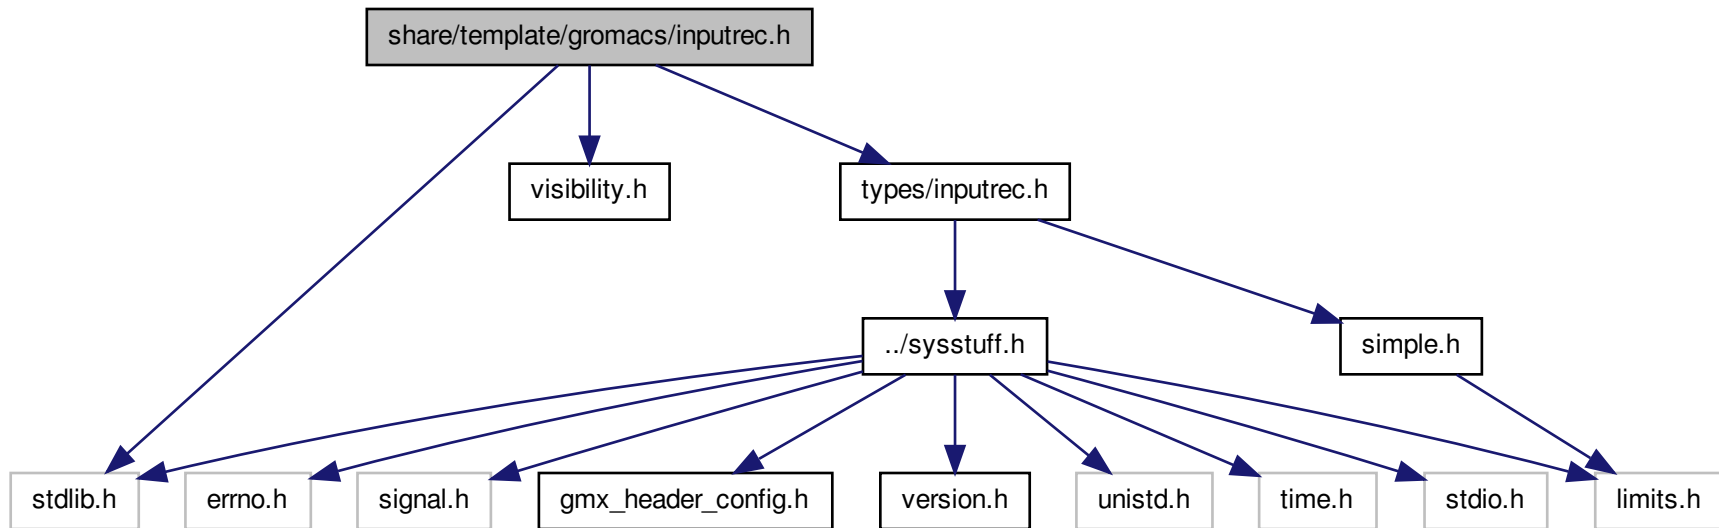 share/template/gromacs/inputrec.h
visibility.h
types/inputrec.h
../sysstuff.h
simple.h
stdlib.h
errno.h
signal.h
gmx_header_config.h
version.h
unistd.h
time.h
stdio.h
limits.h